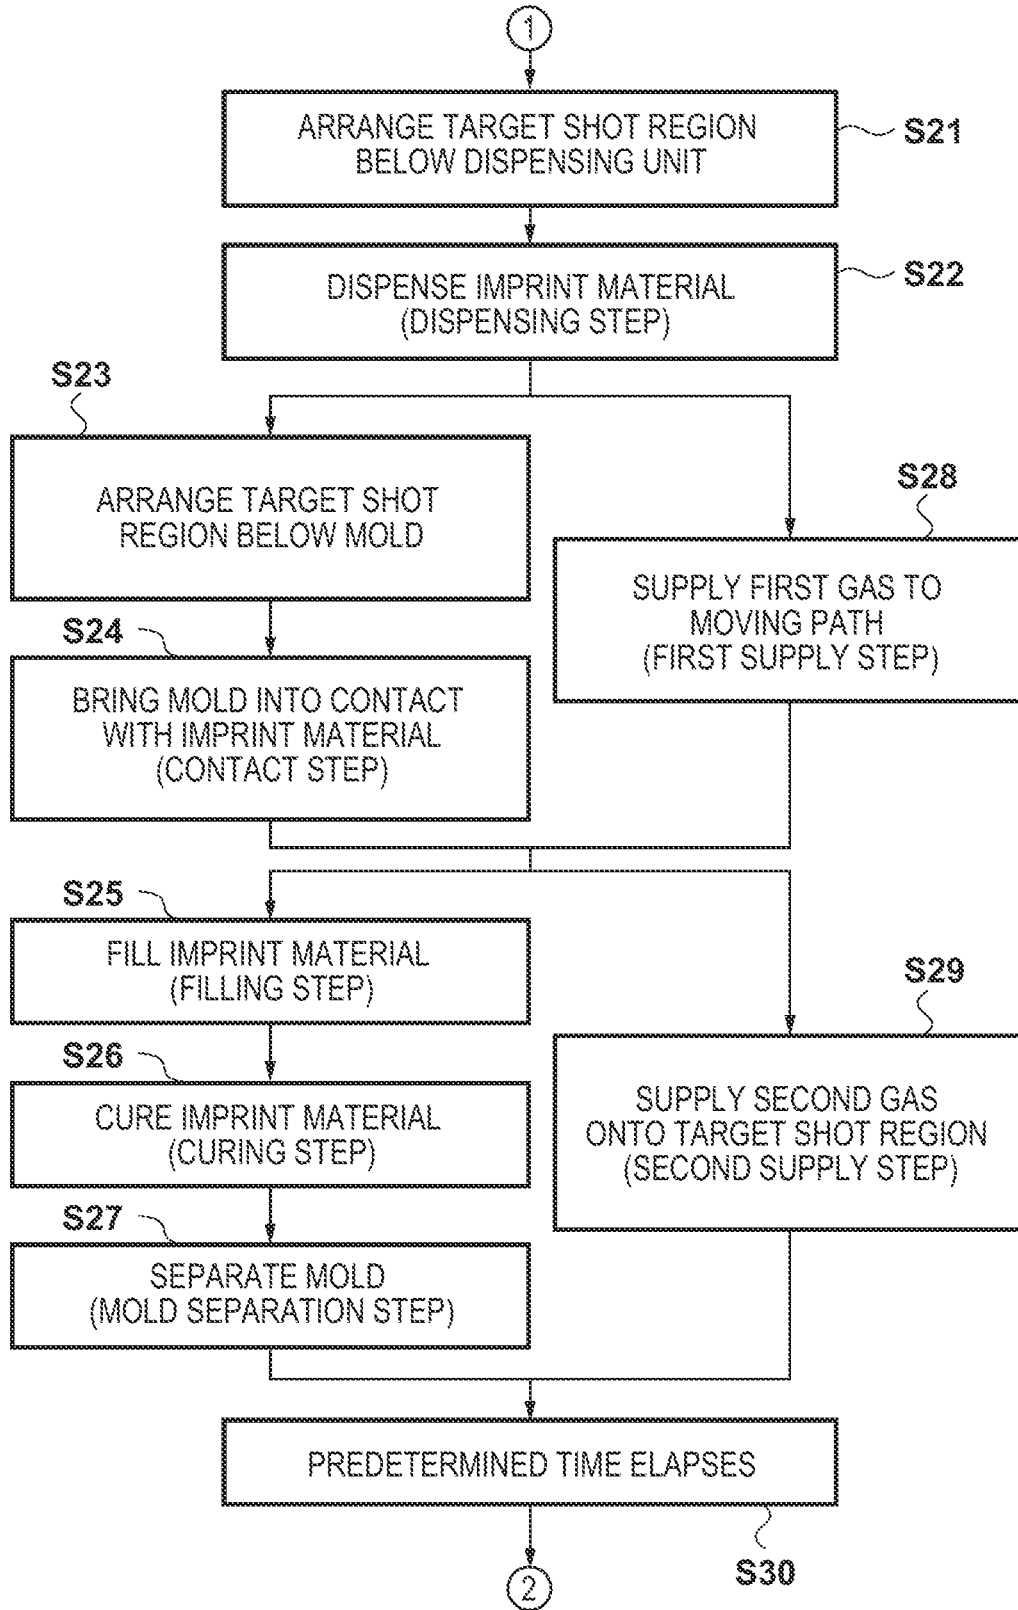 1
ARRANGE TARGET SHOT REGION
BELOW DISPENSING UNIT
S21
DISPENSE IMPRINT MATERIAL
(DISPENSING STEP)
S22
S23
ARRANGE TARGET SHOT
REGION BELOW MOLD
S28
SUPPLY FIRST GAS TO
MOVING PATH
(FIRST SUPPLY STEP)
S24
BRING MOLD INTO CONTACT
WITH IMPRINT MATERIAL
(CONTACT STEP)
S25
FILL IMPRINT MATERIAL
(FILLING STEP)
S29
SUPPLY SECOND GAS
ONTO TARGET SHOT REGION
(SECOND SUPPLY STEP)
S26
CURE IMPRINT MATERIAL
(CURING STEP)
S27
SEPARATE MOLD
(MOLD SEPARATION STEP)
PREDETERMINED TIME ELAPSES
S30
2